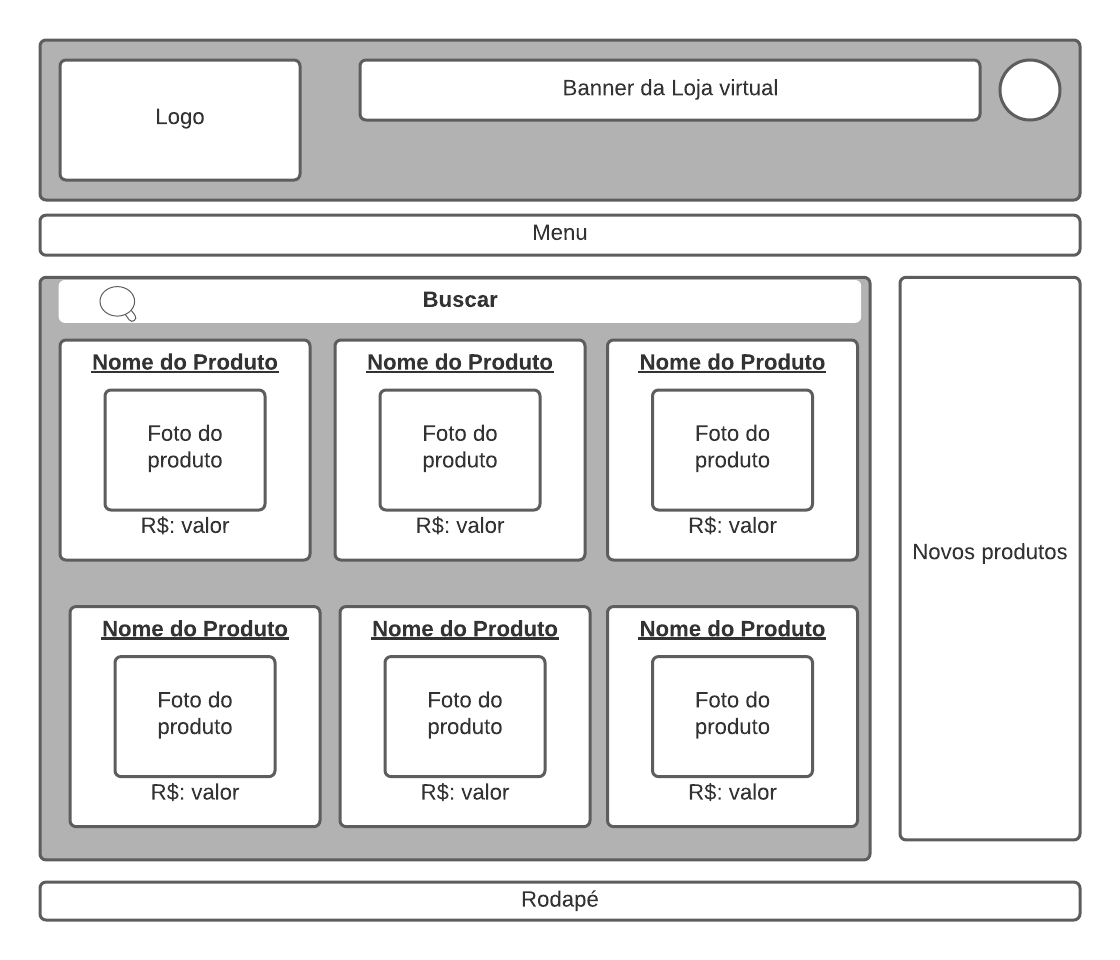 Logo
Banner da Loja virtual
Menu
Buscar
Nome do Produto
Foto do
produto
R$: valor
Nome do Produto
Foto do
produto
R$: valor
Nome do Produto
Foto do
produto
R$: valor
Nome do Produto
Foto do
produto
R$: valor
Nome do Produto
Foto do
produto
R$: valor
Nome do Produto
Foto do
produto
R$: valor
Novos produtos
Rodapé